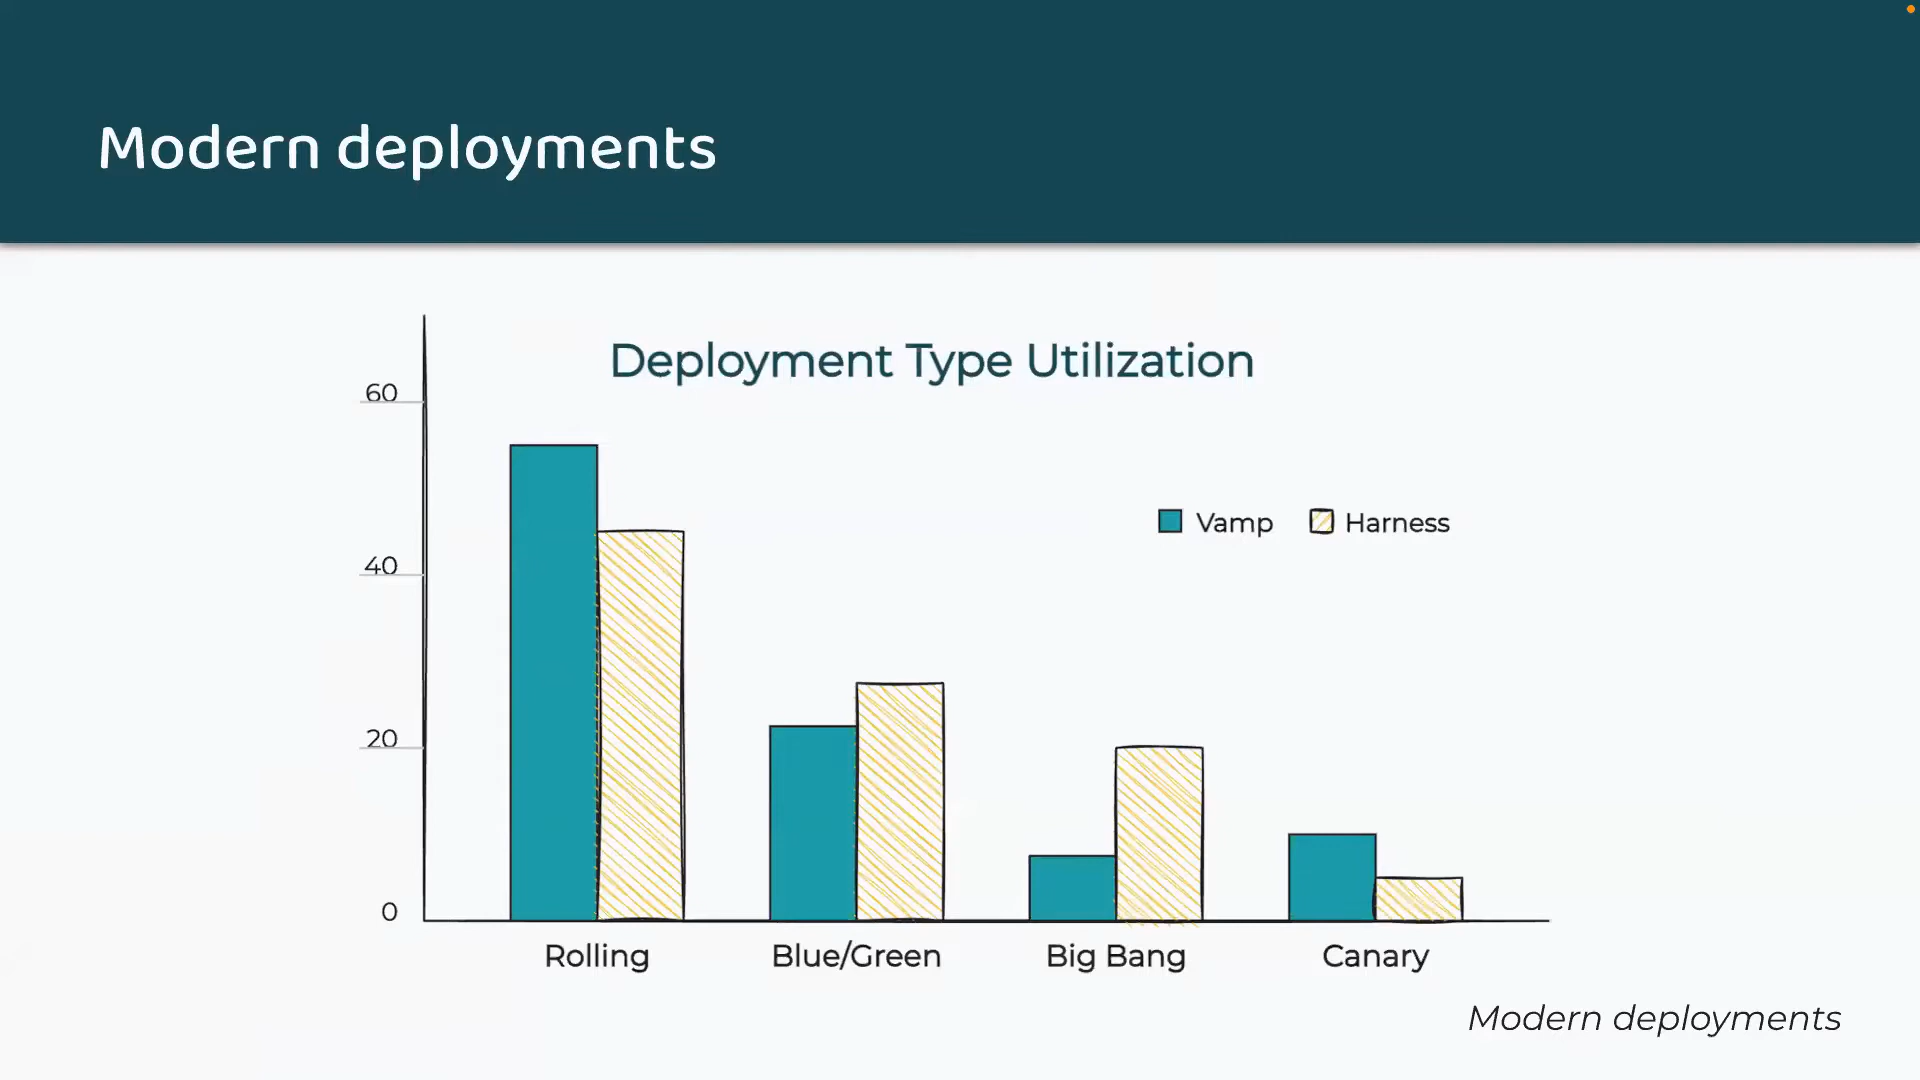 Modern deployments
Deployment Type Utilization
60
40
20
0
Vamp
Harness
Rolling
Blue/Green
Big Bang
Canary
Modern deployments